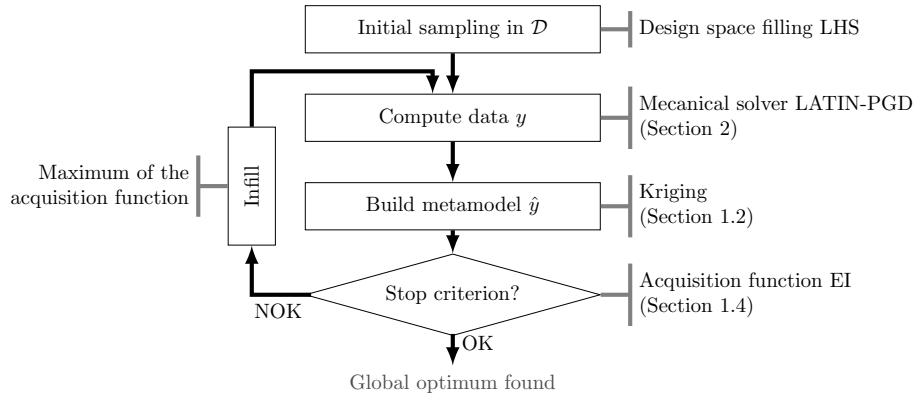 Initial sampling in 𝒟
Design space filling LHS
Compute data y
Mecanical solver LATIN-PGD
(Section 2)
Maximum of the
acquisition function
Infill
Build metamodel ŷ
Kriging
(Section 1.2)
Stop criterion?
Acquisition function EI
(Section 1.4)
NOK
OK
Global optimum found